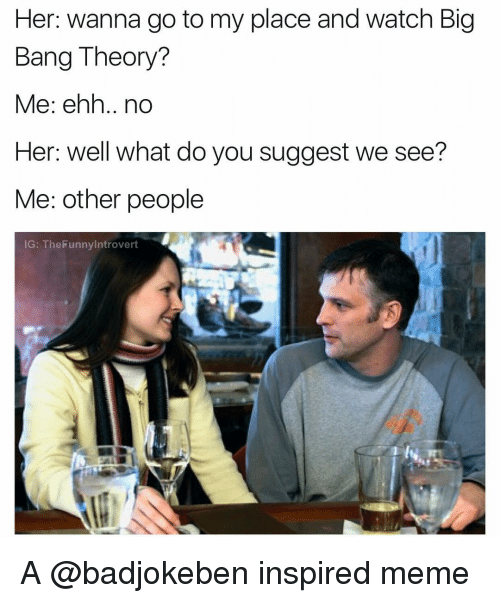 Her: wanna go to my place and watch Big
Bang Theory?
Me: ehh.. no
Her: well what do you suggest we see?
Me: other people
IG: TheFunnyIntrovert
A @badjokeben inspired meme